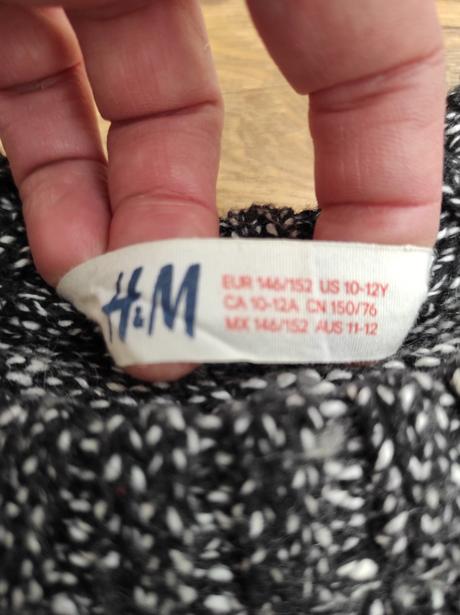 H&M
EUR 146/152 US 10-12Y
CA 10-12A CN 150/76
MX 146/152 AUS 11-12